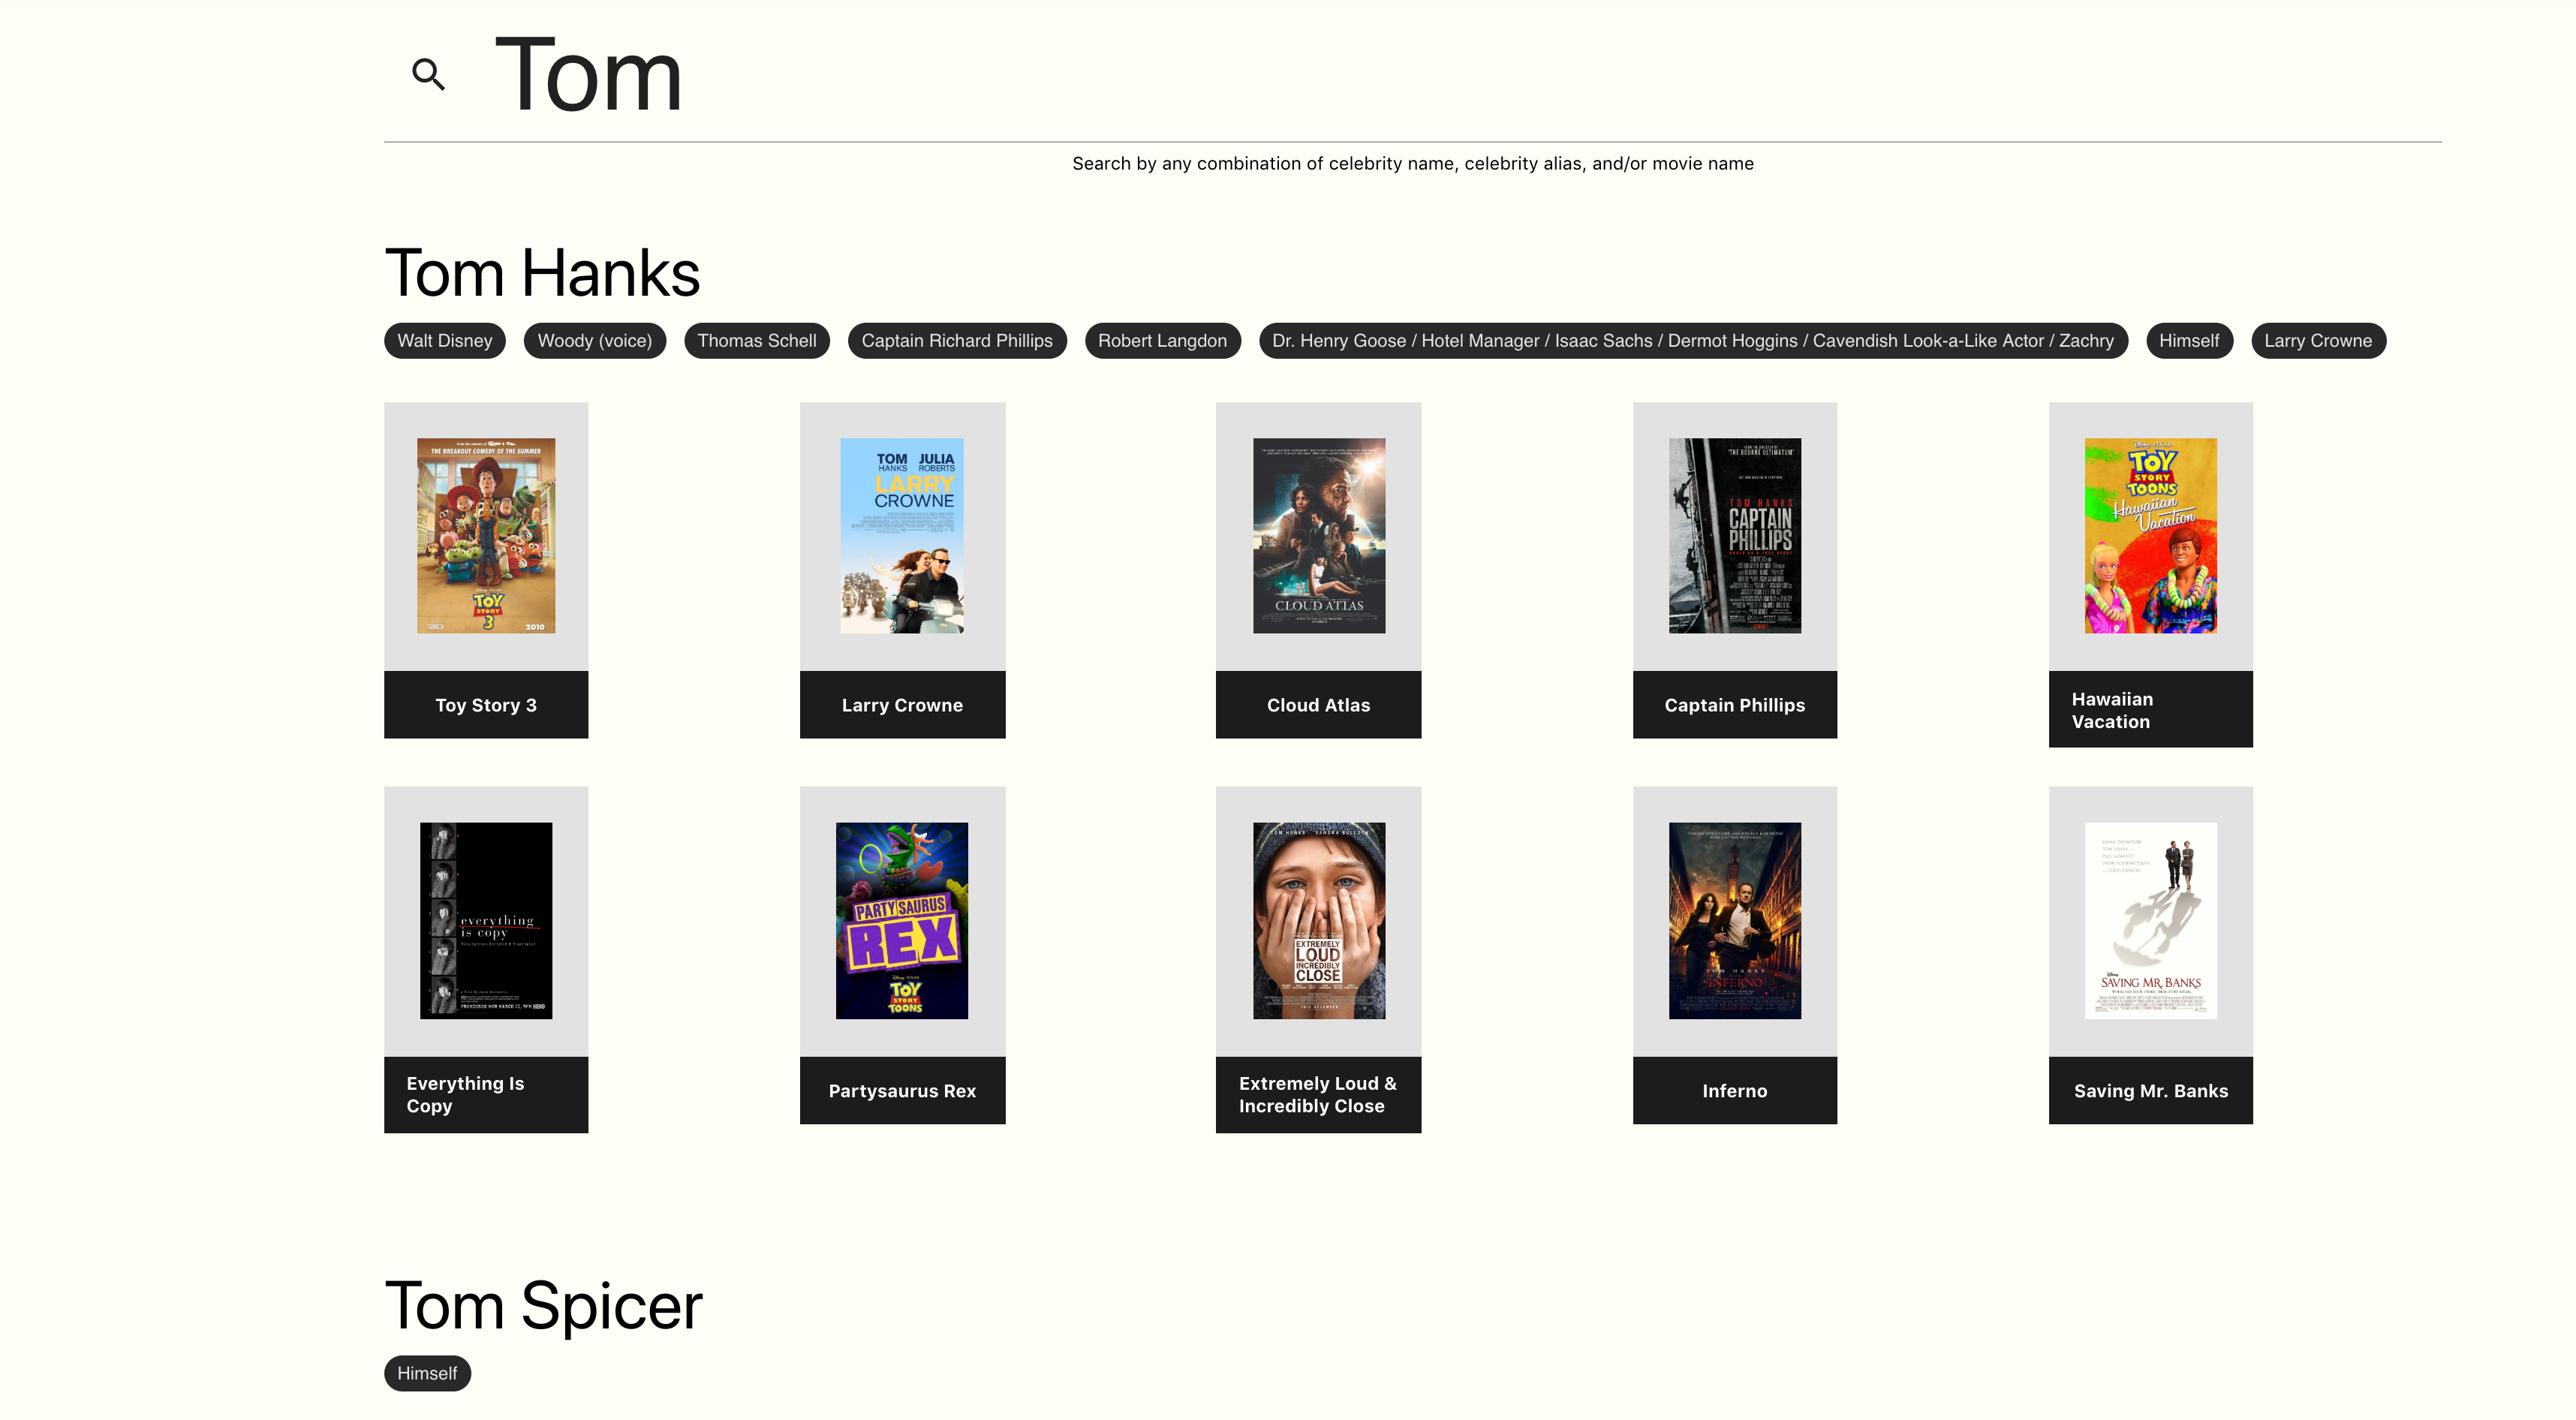 Tom
Search by any combination of celebrity name, celebrity alias, and/or movie name
Tom Hanks
Walt Disney
Woody (voice)
Thomas Schell
Captain Richard Phillips
Robert Langdon
Dr. Henry Goose / Hotel Manager / Isaac Sachs / Dermot Hoggins / Cavendish Look-a-Like Actor / Zachry
Himself
Larry Crowne
THE BREAKOUT COMEDY OF THE SUMMER
TOY
STORY
3
2010
Toy Story 3
TOM JULIA
HANKS ROBERTS
LARRY
CROWNE
Larry Crowne
CLOUD ATLAS
Cloud Atlas
"THE BOURNE ULTIMATUM"
TOM HANKS
CAPTAIN
PHILLIPS
Captain Phillips
TOY
STORY
TOONS
Hawaiian
Vacation
Hawaiian
Vacation
everything
is copy
Everything Is
Copy
PARTYSAURUS
REX
TOY
STORY
TOONS
Partysaurus Rex
TOM HANKS SANDRA BULLOCK
EXTREMELY
LOUD
INCREDIBLY
CLOSE
Extremely Loud &
Incredibly Close
TOM HANKS
INFERNO
Inferno
SAVING MR. BANKS
Saving Mr. Banks
Tom Spicer
Himself